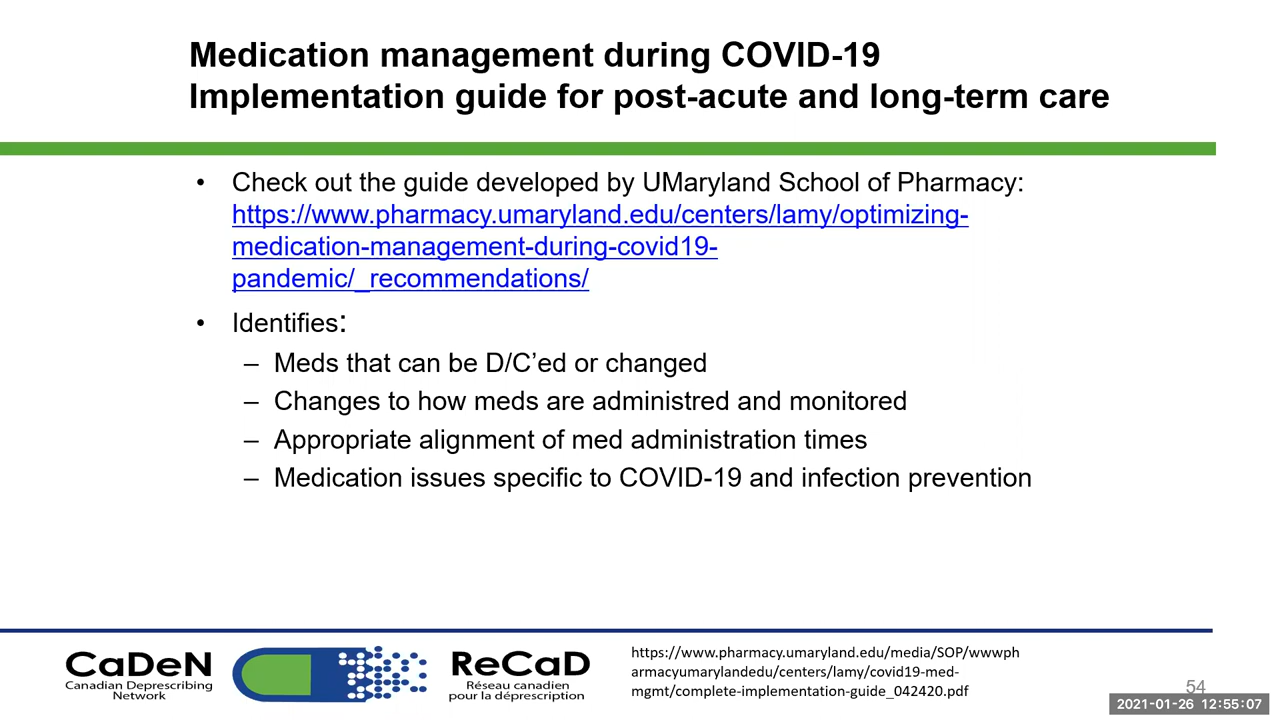 Medication management during COVID-19
Implementation guide for post-acute and long-term care
• Check out the guide developed by UMaryland School of Pharmacy:
https://www.pharmacy.umaryland.edu/centers/lamy/optimizing-
medication-management-during-covid19-
pandemic/_recommendations/
• Identifies:
– Meds that can be D/C’ed or changed
– Changes to how meds are administred and monitored
– Appropriate alignment of med administration times
– Medication issues specific to COVID-19 and infection prevention
CaDeN
Canadian Deprescribing
Network
ReCaD
Réseau canadien
pour la déprescription
https://www.pharmacy.umaryland.edu/media/SOP/wwwph
armacyumarylandedu/centers/lamy/covid19-med-
mgmt/complete-implementation-guide_042420.pdf
54
2021-01-26 12:55:07